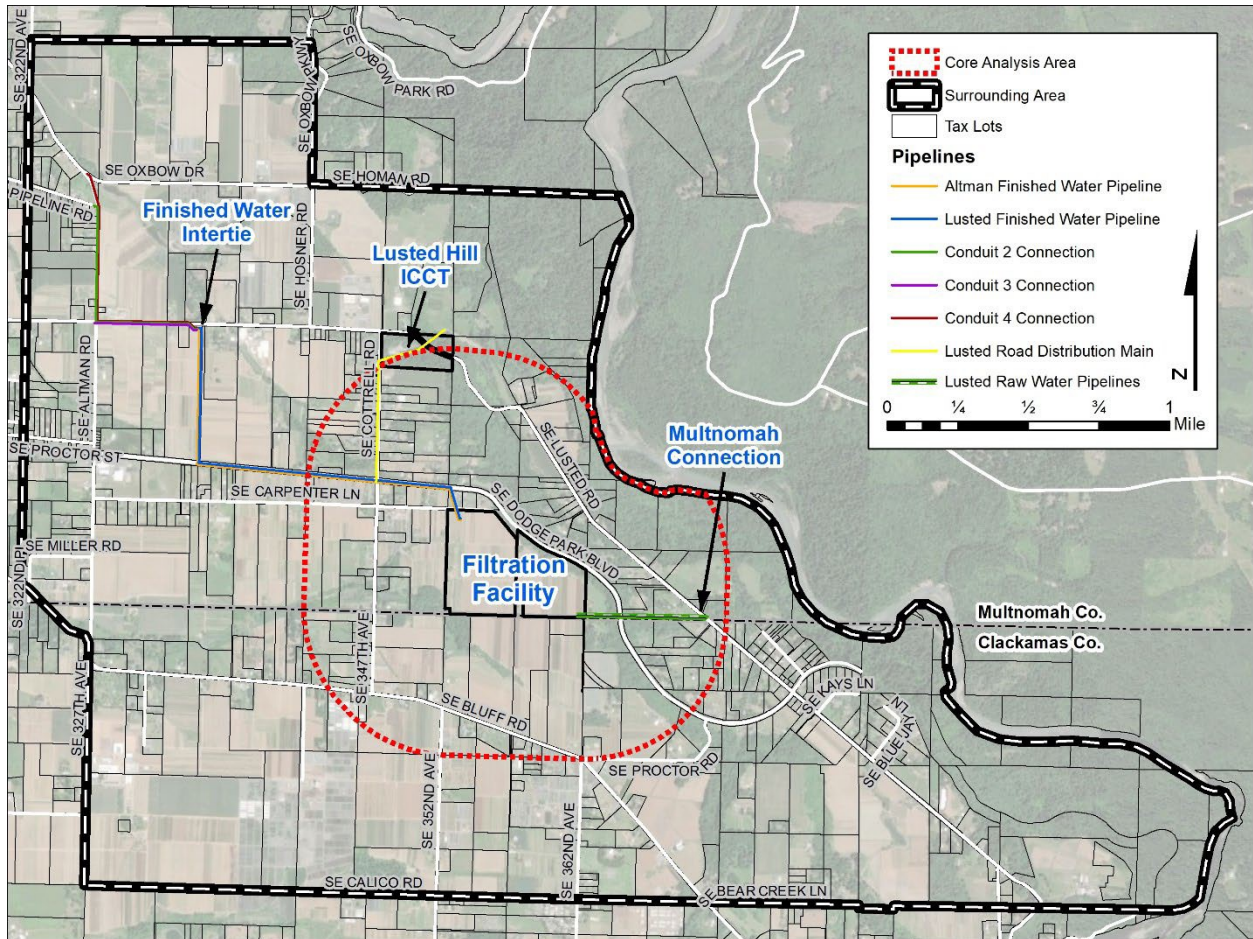 SE 322ND AVE
SE OXBOW PKWY
SE OXBOW PARK RD
SE OXBOW DR
SE HOMAN RD
PIPELINE RD
Finished Water
Intertie
SE HOSNER RD
Lusted Hill
ICCT
SE ALTMAN RD
SE COTTRELL RD
SE LUSTED RD
Multnomah
Connection
SE PROCTOR ST
SE CARPENTER LN
SE DODGE PARK BLVD
SE MILLER RD
SE 322ND PL
Filtration
Facility
Multnomah Co.
Clackamas Co.
SE 327TH AVE
SE 347TH AVE
SE BLUFF RD
SE KAYS LN
SE BLUE JAY
LN
SE PROCTOR RD
SE 352ND AVE
SE 362ND AVE
SE CALICO RD
SE BEAR CREEK LN
Core Analysis Area
Surrounding Area
Tax Lots
Pipelines
Altman Finished Water Pipeline
Lusted Finished Water Pipeline
Conduit 2 Connection
Conduit 3 Connection
Conduit 4 Connection
Lusted Road Distribution Main
Lusted Raw Water Pipelines
N
0 ¼ ½ ¾ 1
Mile